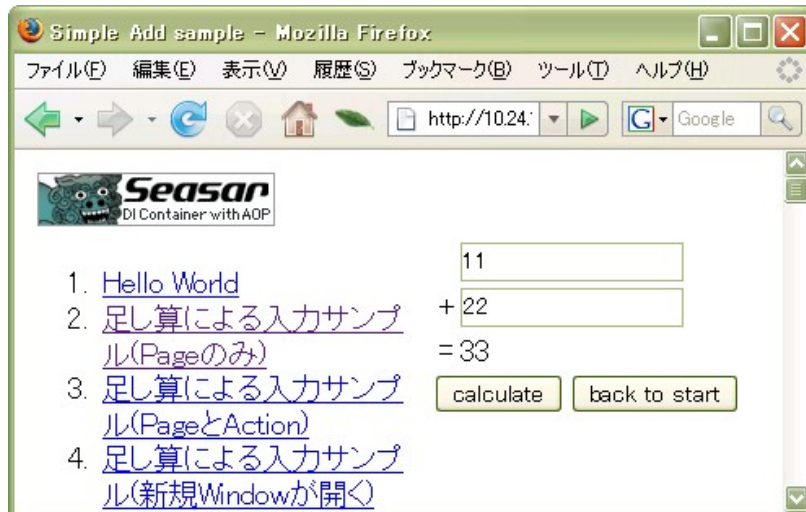 Simple Add sample - Mozilla Firefox
ファイル(F) 編集(E) 表示(V) 履歴(S) ブックマーク(B) ツール(T) ヘルプ(H)
http://10.24.
G Google
Seasar
DI Container with AOP
1. Hello World
2. 足し算による入力サンプ
ル(Pageのみ)
3. 足し算による入力サンプ
ル(PageとAction)
4. 足し算による入力サンプ
ル(新規Windowが開く)
11
+ 22
= 33
calculate back to start